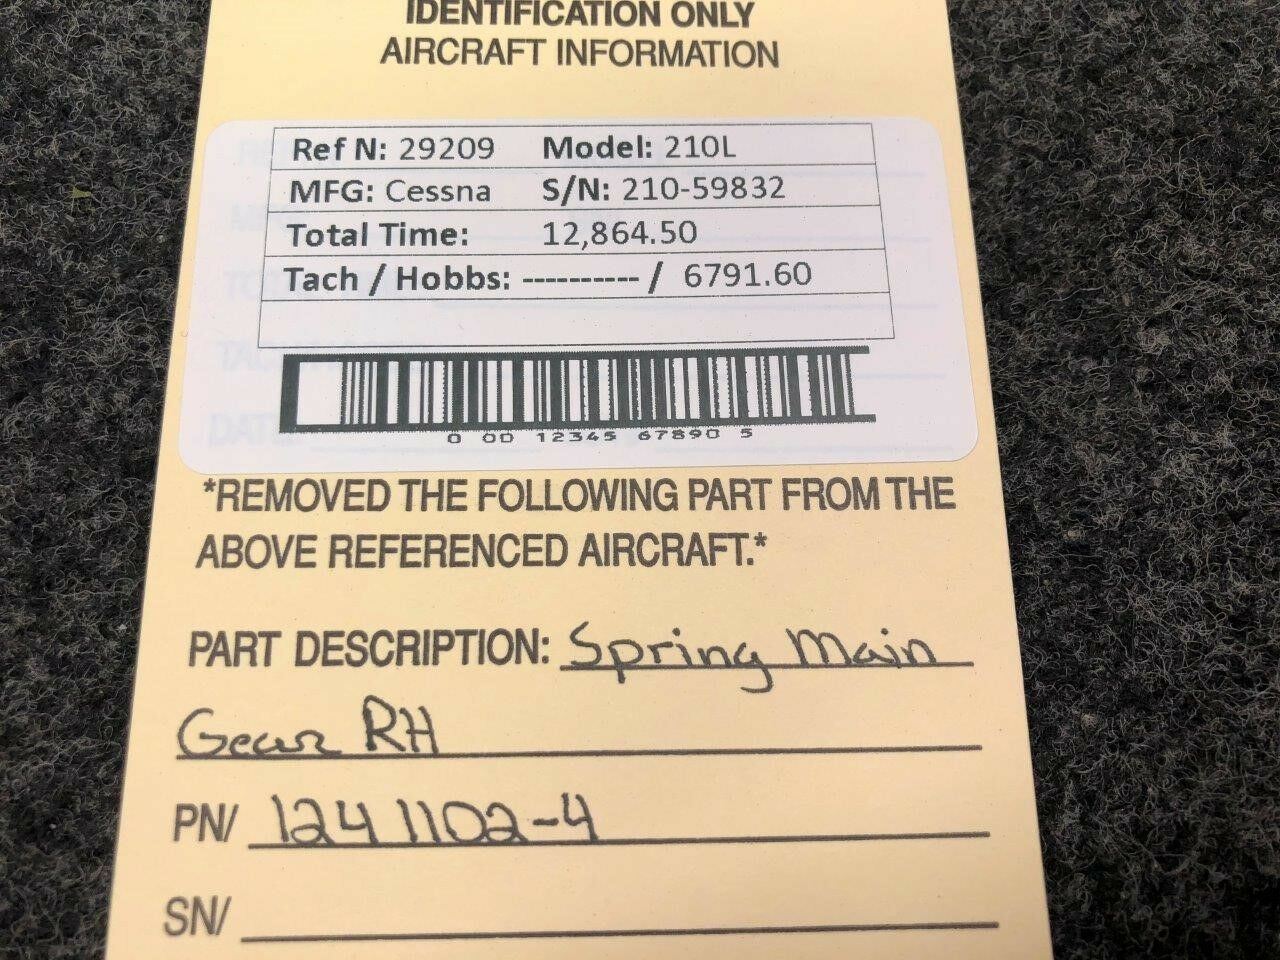 IDENTIFICATION ONLY
AIRCRAFT INFORMATION
Ref N: 29209 Model: 210L
MFG: Cessna S/N: 210-59832
Total Time: 12,864.50
Tach / Hobbs: ---------- / 6791.60
0 00 12345 67890 5
*REMOVED THE FOLLOWING PART FROM THE
ABOVE REFERENCED AIRCRAFT.*
PART DESCRIPTION: Spring Main
Gear RH
PN/ 1241102-4
SN/